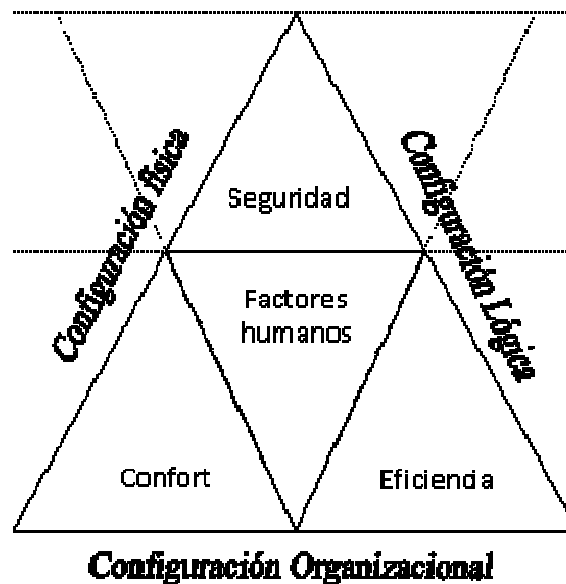 Configuración física
Configuración Lógica
Seguridad
Factores
humanos
Confort
Eficiencia
Configuración Organizacional